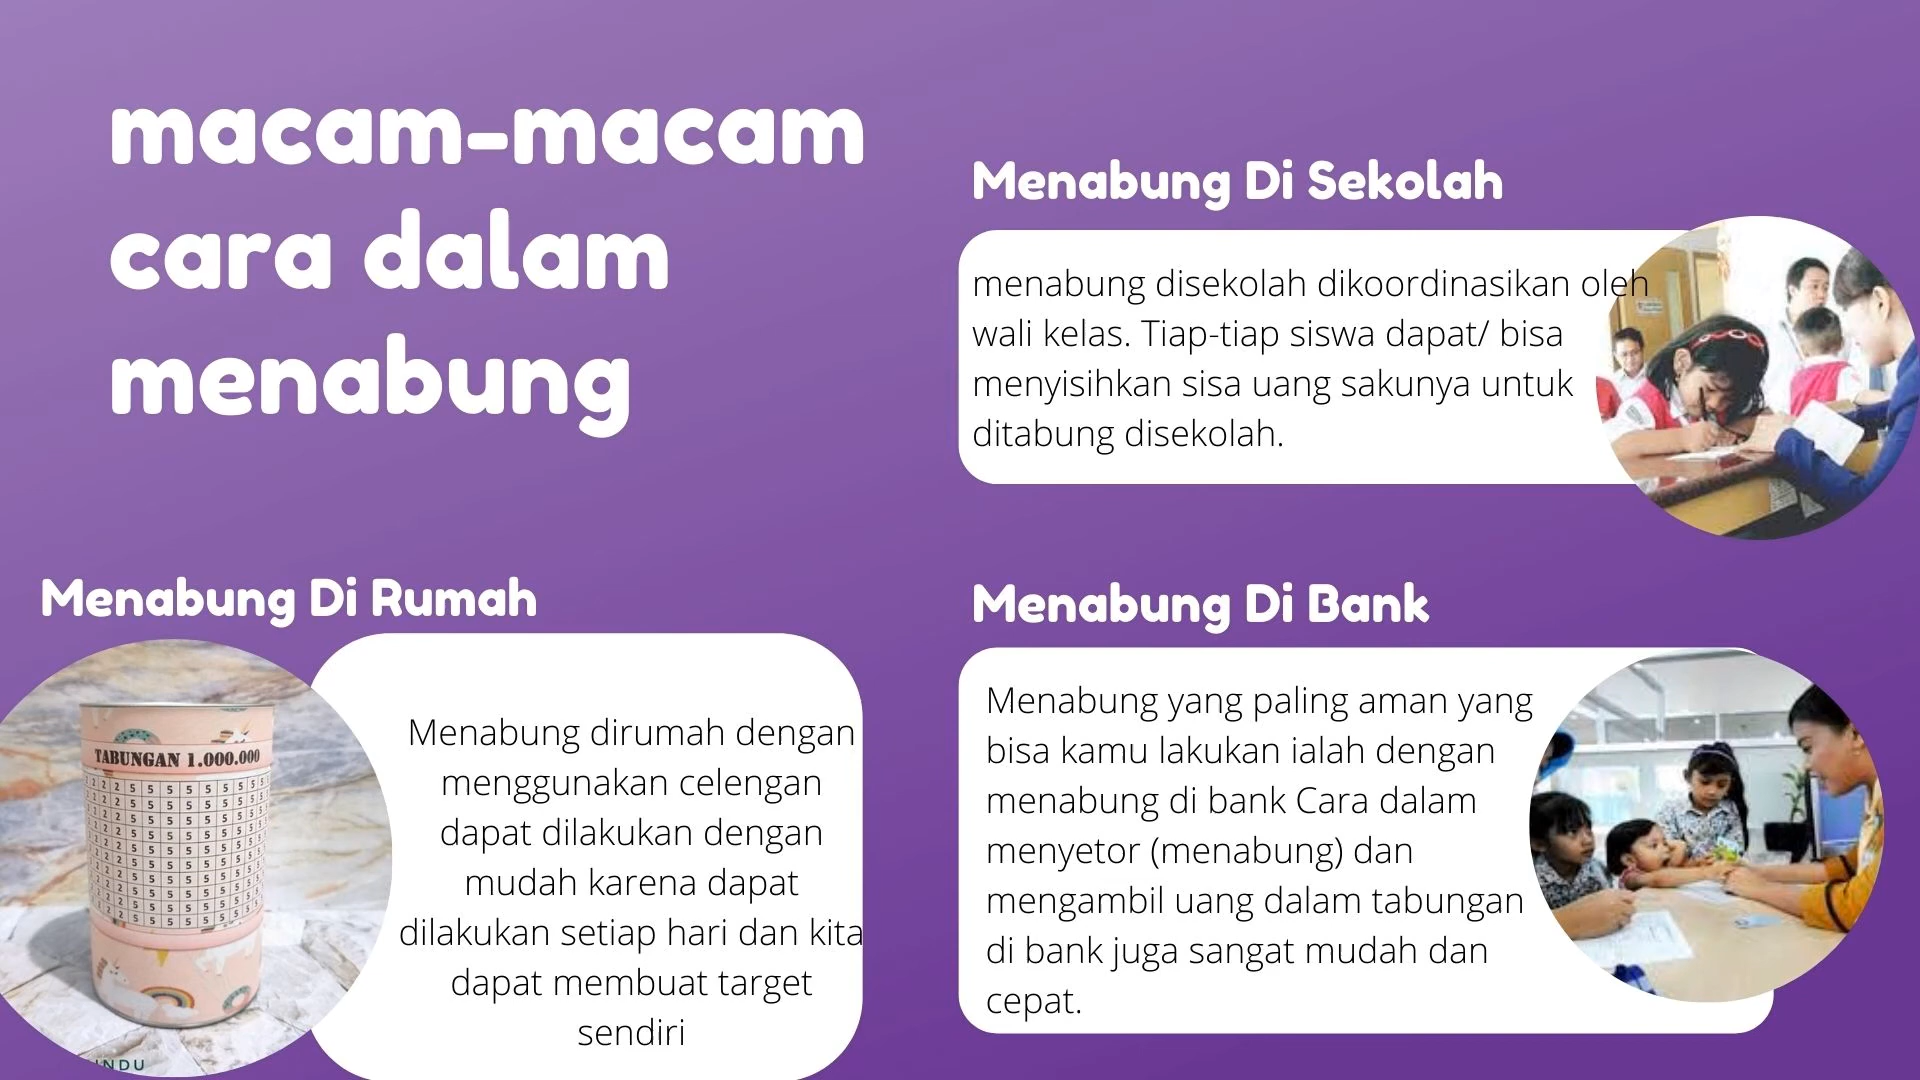 macam-macam
cara dalam
menabung
Menabung Di Sekolah
menabung disekolah dikoordinasikan oleh
wali kelas. Tiap-tiap siswa dapat/ bisa
menyisihkan sisa uang sakunya untuk
ditabung disekolah.
Menabung Di Rumah
TABUNGAN 1.000.000
Menabung dirumah dengan
menggunakan celengan
dapat dilakukan dengan
mudah karena dapat
dilakukan setiap hari dan kita
dapat membuat target
sendiri
Menabung Di Bank
Menabung yang paling aman yang
bisa kamu lakukan ialah dengan
menabung di bank Cara dalam
menyetor (menabung) dan
mengambil uang dalam tabungan
di bank juga sangat mudah dan
cepat.